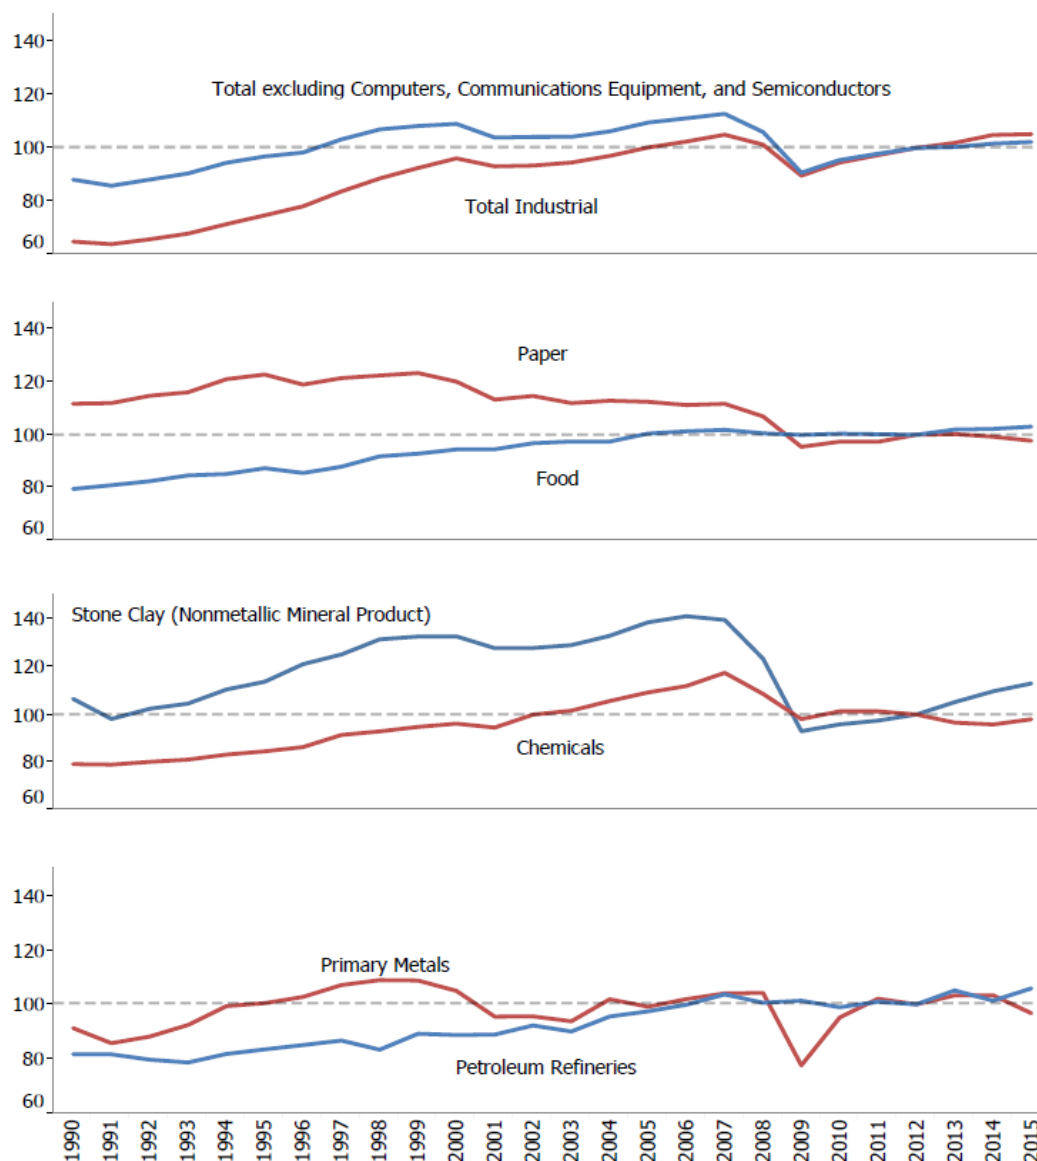 140
120
Total excluding Computers, Communications Equipment, and Semiconductors
100
80
Total Industrial
60
140
Paper
120
100
80
Food
60
140
Stone Clay (Nonmetallic Mineral Product)
120
100
Chemicals
80
60
140
120
Primary Metals
100
80
Petroleum Refineries
60
1990 1991 1992 1993 1994 1995 1996 1997 1998 1999 2000 2001 2002 2003 2004 2005 2006 2007 2008 2009 2010 2011 2012 2013 2014 2015